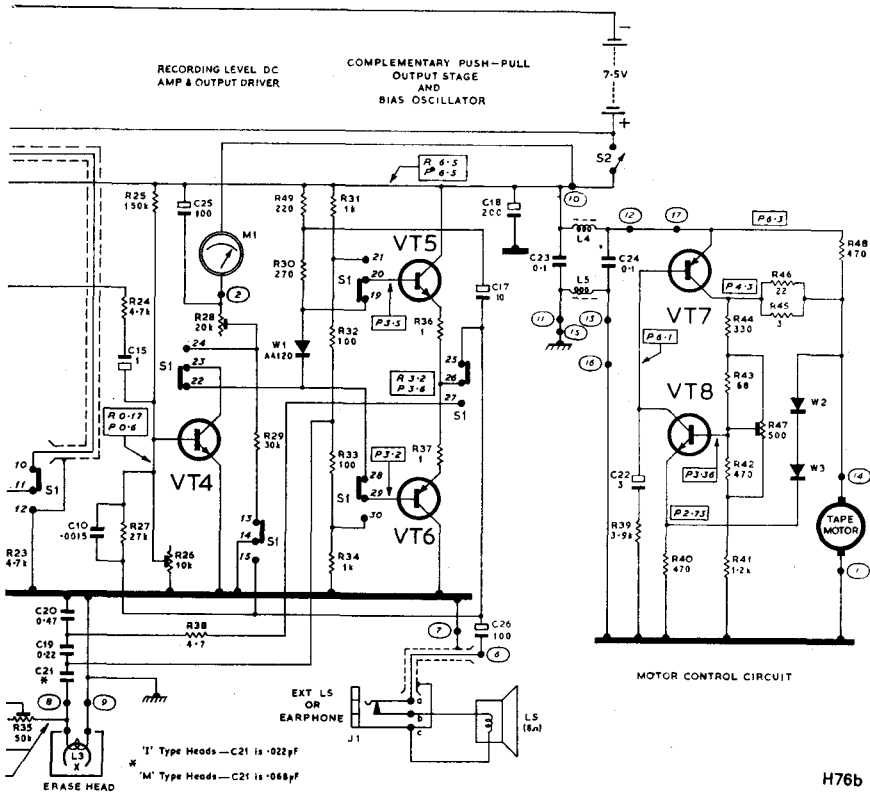 RECORDING LEVEL DC
AMP & OUTPUT DRIVER
COMPLEMENTARY PUSH-PULL
OUTPUT STAGE
AND
BIAS OSCILLATOR
-
7·5V
+
S2
R 6·5
P 6·5
R25
150k
C25
100
M1
R49
220
R31
1k
C18
200
10
12
17
P6·3
L4
R48
470
VT5
21
S1
20
19
R30
270
C17
10
C23
0·1
L5
C24
0·1
VT7
P4·3
R46
22
R45
3
2
R24
4·7k
R28
20k
P3·5
R36
1
11
13
15
R44
330
W1
AA120
R32
100
16
P6·1
24
C15
1
S1
23
22
25
26
27
S1
R 3·2
P 3·6
VT8
R43
68
R47
500
W2
R 0·17
P 0·6
R29
30k
R33
100
R37
1
P3·2
VT4
28
S1
29
30
VT6
C22
3
P3·36
R42
470
W3
14
10
11
S1
12
P2·73
TAPE
MOTOR
C10
·0015
R27
27k
13
14
S1
15
R39
3·9k
R23
4·7k
R26
10k
R34
1k
R40
470
R41
1·2k
1
C20
0·47
R38
4·7
7
C26
100
C19
0·22
6
C21
*
MOTOR CONTROL CIRCUIT
8
9
EXT LS
OR
EARPHONE
a
b
c
J1
LS
(8Ω)
R35
50k
L3
X
'I' Type Heads—C21 is ·022µF
*
'M' Type Heads—C21 is ·068µF
ERASE HEAD
H76b